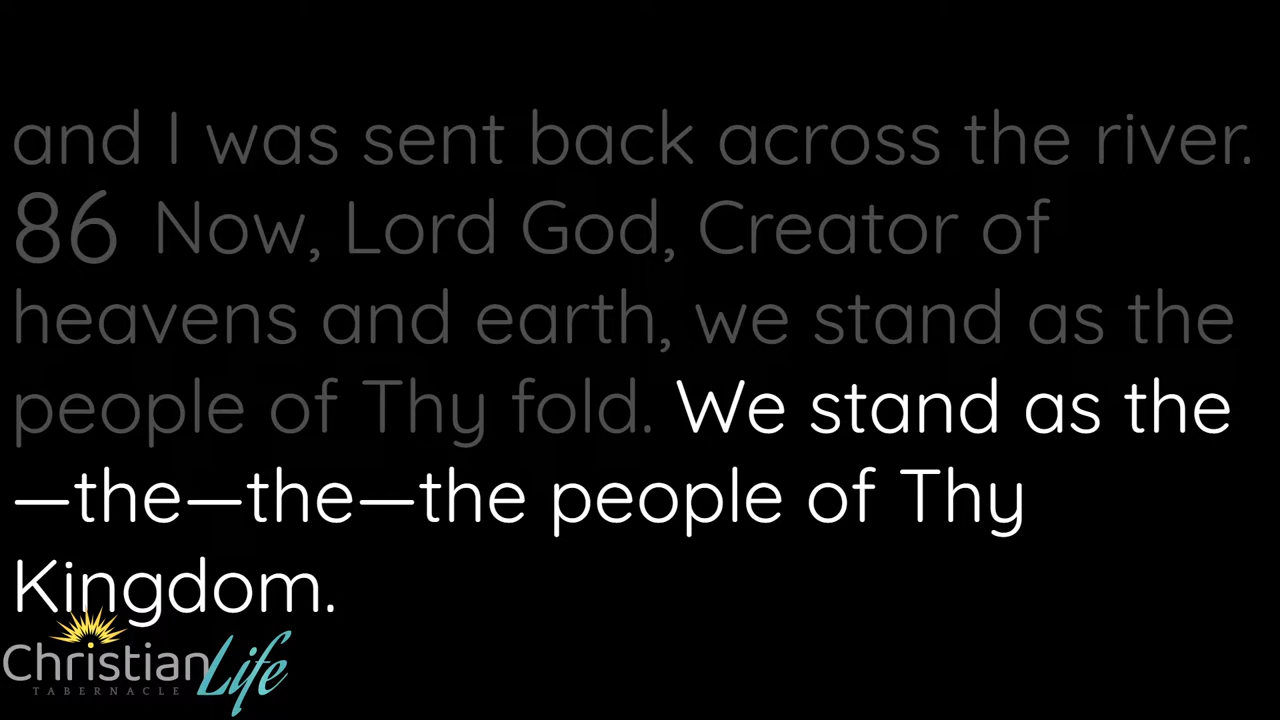 and I was sent back across the river.
86 Now, Lord God, Creator of
heavens and earth, we stand as the
people of Thy fold. We stand as the
—the—the—the people of Thy
Kingdom.
Christian Life
TABERNACLE